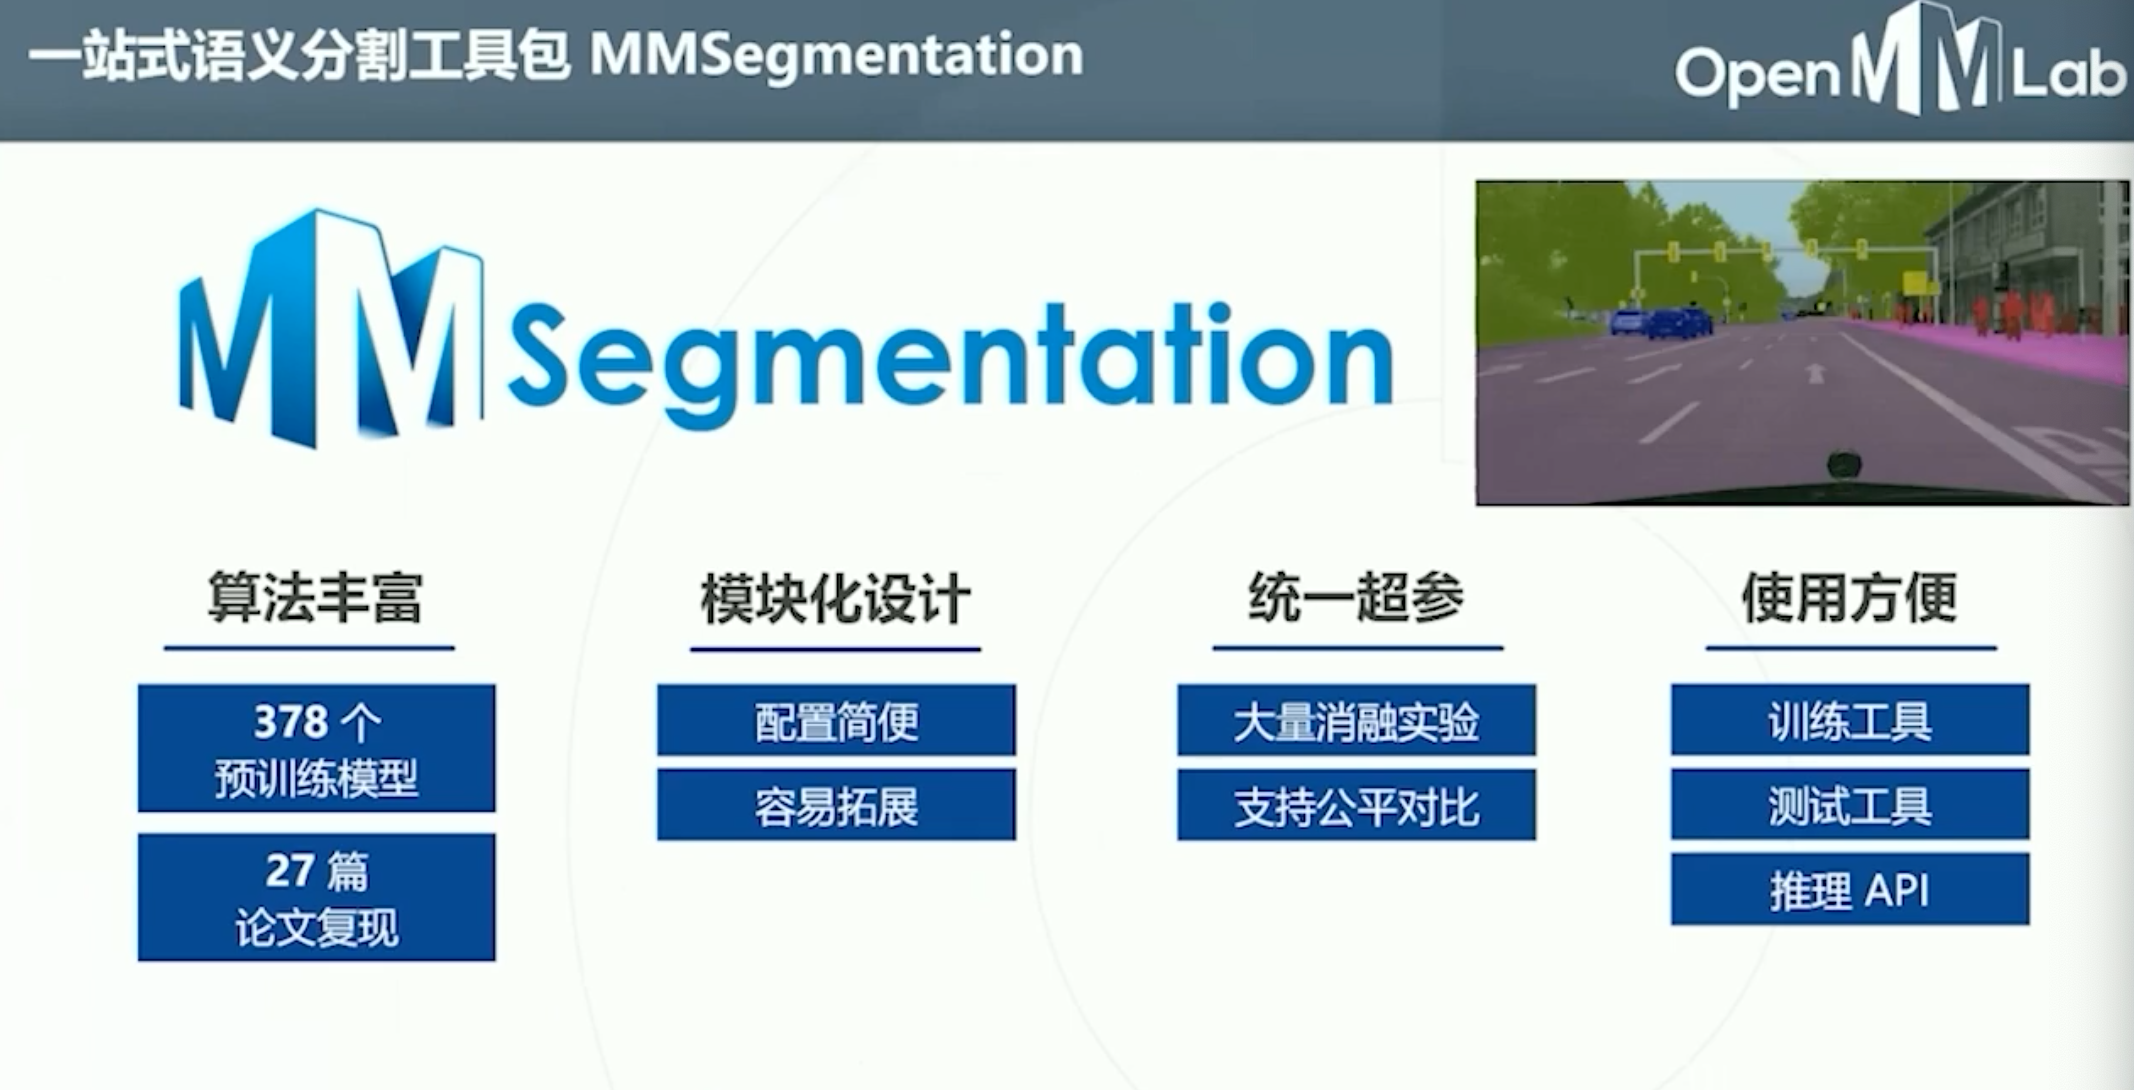 一站式语义分割工具包 MMSegmentation
OpenMMLab
MMSegmentation
算法丰富
378 个
预训练模型
27 篇
论文复现
模块化设计
配置简便
容易拓展
统一超参
大量消融实验
支持公平对比
使用方便
训练工具
测试工具
推理 API